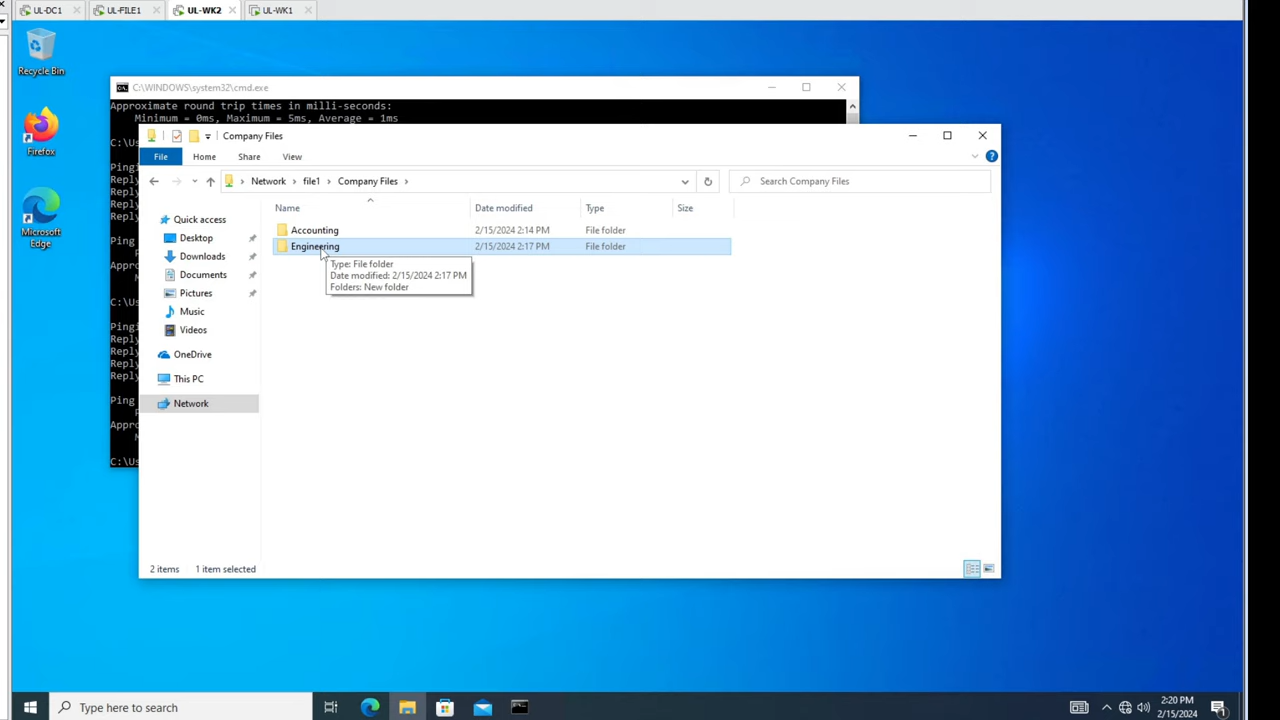 UL-DC1
UL-FILE1
UL-WK2
UL-WK1
Recycle Bin
Firefox
Microsoft
Edge
C:\WINDOWS\system32\cmd.exe
Approximate round trip times in milli-seconds:
Minimum = 0ms, Maximum = 5ms, Average = 1ms
C:\Us
Pingi
Reply
Reply
Reply
Reply
Ping
Appro
C:\Us
Pingi
Reply
Reply
Reply
Reply
Ping
Appro
C:\Us
Company Files
File
Home
Share
View
Network
file1
Company Files
Search Company Files
Name
Date modified
Type
Size
Quick access
Desktop
Downloads
Documents
Pictures
Music
Videos
OneDrive
This PC
Network
Accounting 2/15/2024 2:14 PM File folder
Engineering 2/15/2024 2:17 PM File folder
Type: File folder
Date modified: 2/15/2024 2:17 PM
Folders: New folder
2 items
1 item selected
Type here to search
2:20 PM
2/15/2024
1